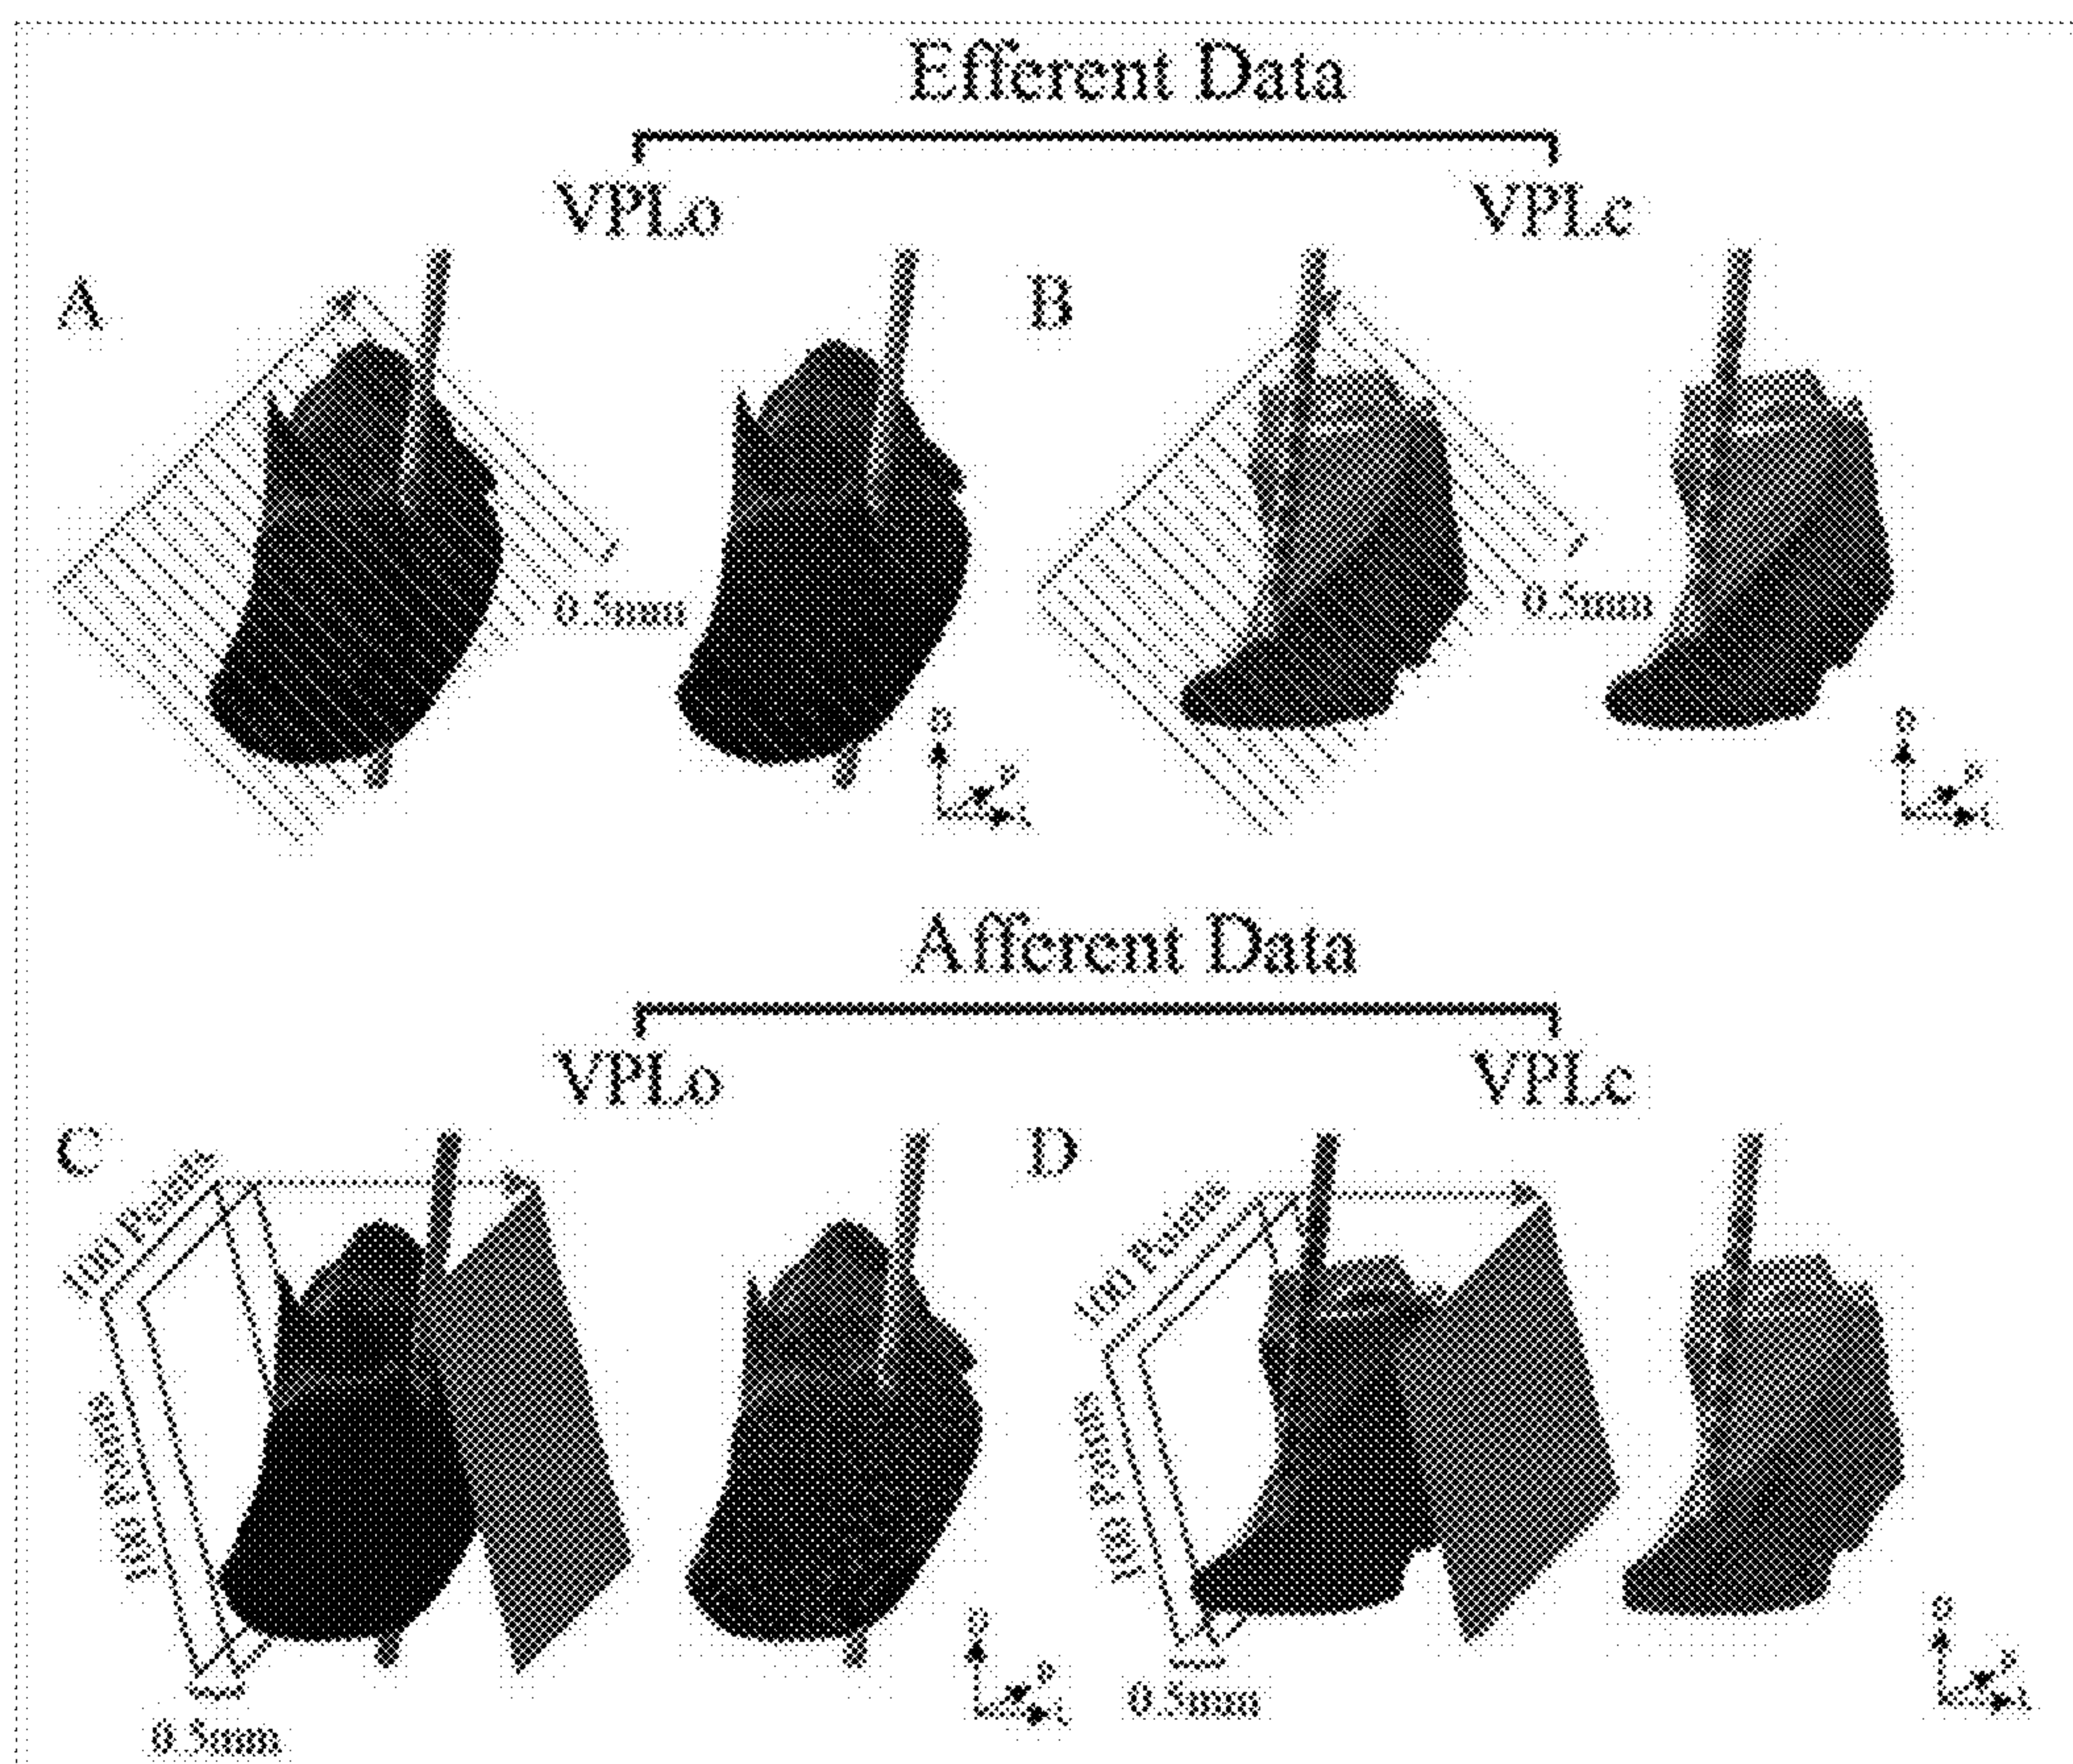 Efferent Data
VPLo
VPLc
A
B
0.5mm
0.5mm
Afferent Data
VPLo
VPLc
C
D
100 Points
100 Points
100 Points
100 Points
0.5mm
0.5mm